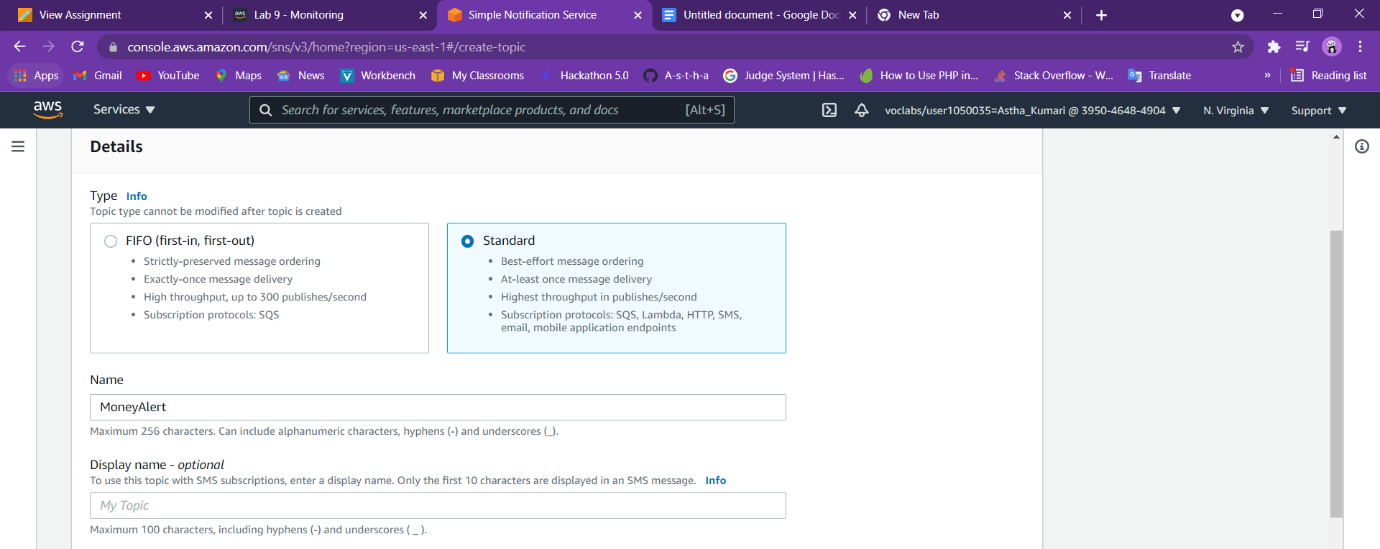 View Assignment
Lab 9 - Monitoring
Simple Notification Service
Untitled document - Google Doc
New Tab
console.aws.amazon.com/sns/v3/home?region=us-east-1#/create-topic
Apps Gmail YouTube Maps News Workbench My Classrooms Hackathon 5.0 A-s-t-h-a Judge System | Has... How to Use PHP in... Stack Overflow - W... Translate » Reading list
aws Services Search for services, features, marketplace products, and docs [Alt+S] voclabs/user1050035=Astha_Kumari @ 3950-4648-4904 N. Virginia Support
Details
Type Info
Topic type cannot be modified after topic is created
FIFO (first-in, first-out)
• Strictly-preserved message ordering
• Exactly-once message delivery
• High throughput, up to 300 publishes/second
• Subscription protocols: SQS
Standard
• Best-effort message ordering
• At-least once message delivery
• Highest throughput in publishes/second
• Subscription protocols: SQS, Lambda, HTTP, SMS,
email, mobile application endpoints
Name
MoneyAlert
Maximum 256 characters. Can include alphanumeric characters, hyphens (-) and underscores (_).
Display name - optional
To use this topic with SMS subscriptions, enter a display name. Only the first 10 characters are displayed in an SMS message. Info
My Topic
Maximum 100 characters, including hyphens (-) and underscores ( _ ).